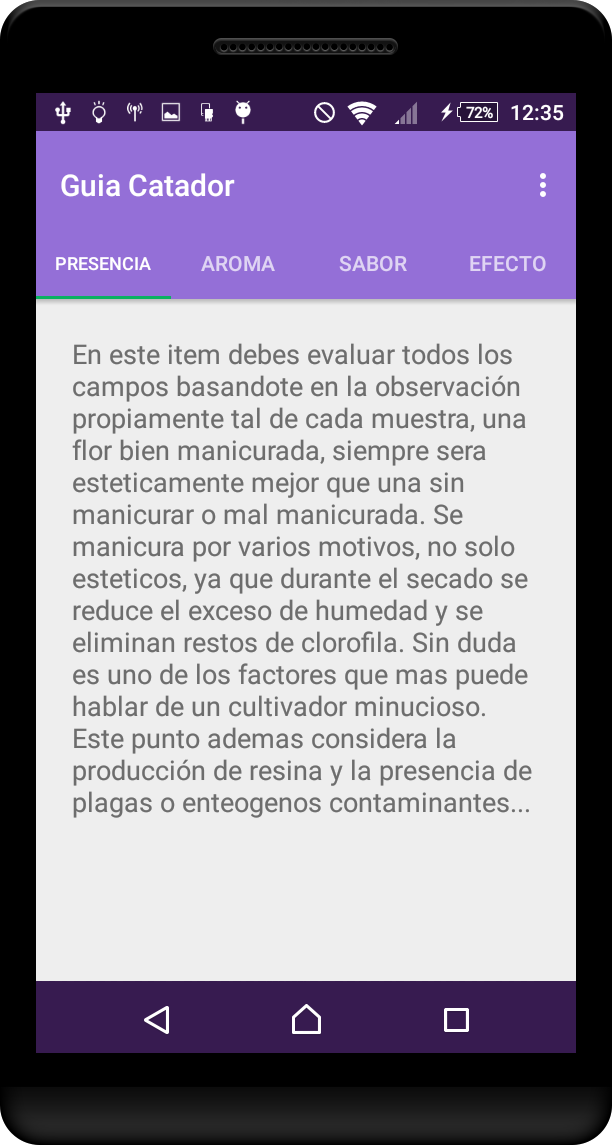 72% 12:35
Guia Catador
PRESENCIA AROMA SABOR EFECTO
En este item debes evaluar todos los
campos basandote en la observación
propiamente tal de cada muestra, una
flor bien manicurada, siempre sera
esteticamente mejor que una sin
manicurar o mal manicurada. Se
manicura por varios motivos, no solo
esteticos, ya que durante el secado se
reduce el exceso de humedad y se
eliminan restos de clorofila. Sin duda
es uno de los factores que mas puede
hablar de un cultivador minucioso.
Este punto ademas considera la
producción de resina y la presencia de
plagas o enteogenos contaminantes...